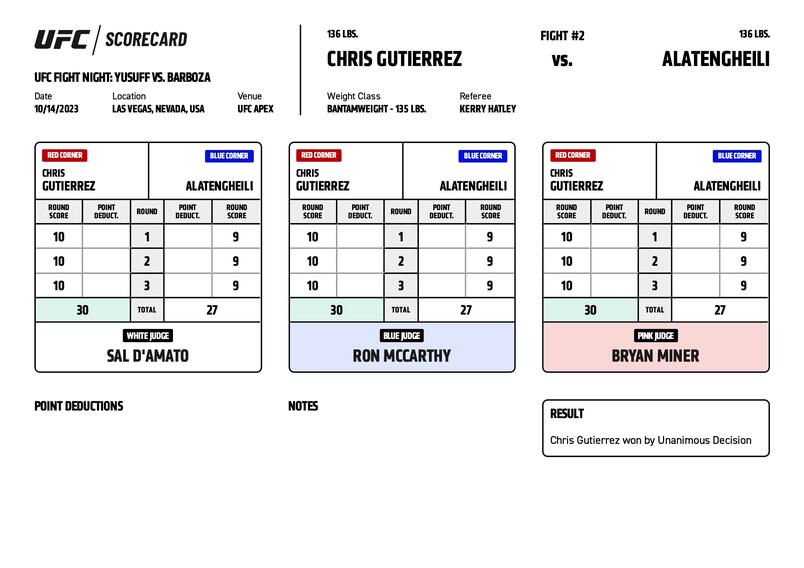 UFC / SCORECARD
UFC FIGHT NIGHT: YUSUFF VS. BARBOZA
Date Location Venue
10/14/2023 LAS VEGAS, NEVADA, USA UFC APEX
136 LBS. FIGHT #2 136 LBS.
CHRIS GUTIERREZ VS. ALATENGHEILI
Weight Class Referee
BANTAMWEIGHT - 135 LBS. KERRY HATLEY
RED CORNER BLUE CORNER
CHRIS
GUTIERREZ ALATENGHEILI
ROUND SCORE POINT DEDUCT. ROUND POINT DEDUCT. ROUND SCORE
10 1 9
10 2 9
10 3 9
30 TOTAL 27
WHITE JUDGE
SAL D'AMATO
RED CORNER BLUE CORNER
CHRIS
GUTIERREZ ALATENGHEILI
ROUND SCORE POINT DEDUCT. ROUND POINT DEDUCT. ROUND SCORE
10 1 9
10 2 9
10 3 9
30 TOTAL 27
BLUE JUDGE
RON MCCARTHY
RED CORNER BLUE CORNER
CHRIS
GUTIERREZ ALATENGHEILI
ROUND SCORE POINT DEDUCT. ROUND POINT DEDUCT. ROUND SCORE
10 1 9
10 2 9
10 3 9
30 TOTAL 27
PINK JUDGE
BRYAN MINER
POINT DEDUCTIONS
NOTES
RESULT
Chris Gutierrez won by Unanimous Decision